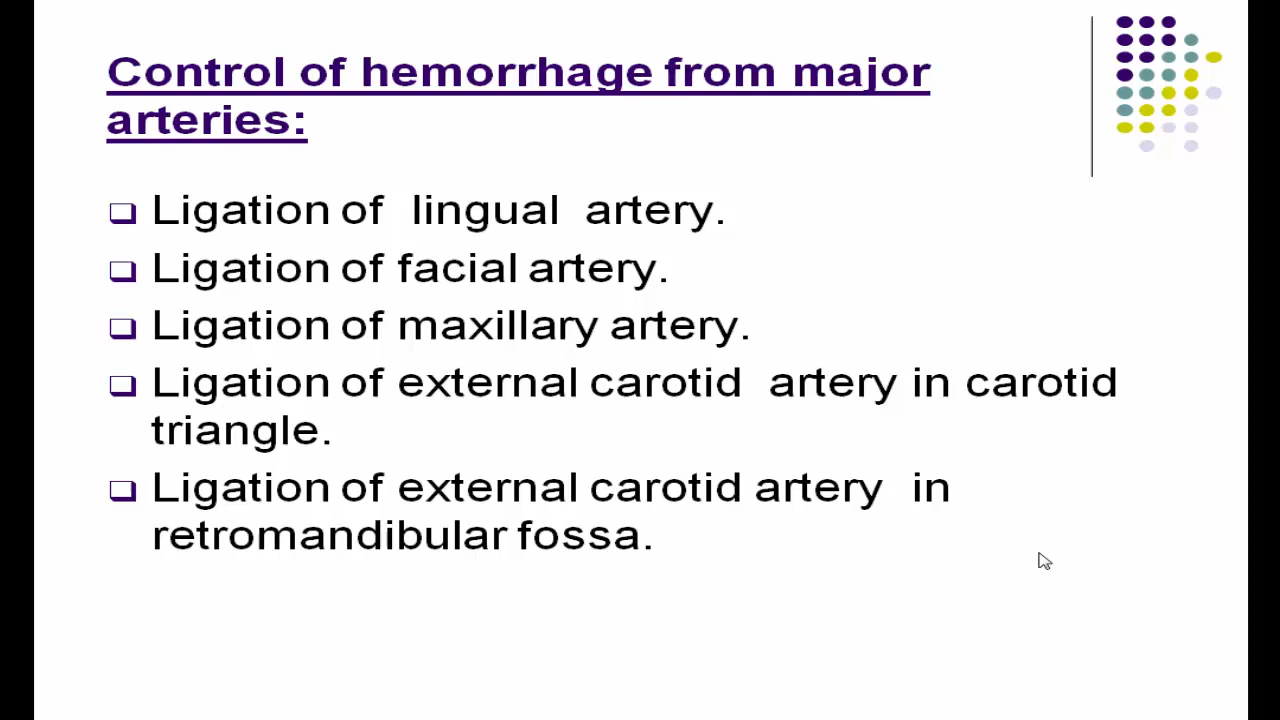 Control of hemorrhage from major
arteries:
Ligation of lingual artery.
Ligation of facial artery.
Ligation of maxillary artery.
Ligation of external carotid artery in carotid
triangle.
Ligation of external carotid artery in
retromandibular fossa.